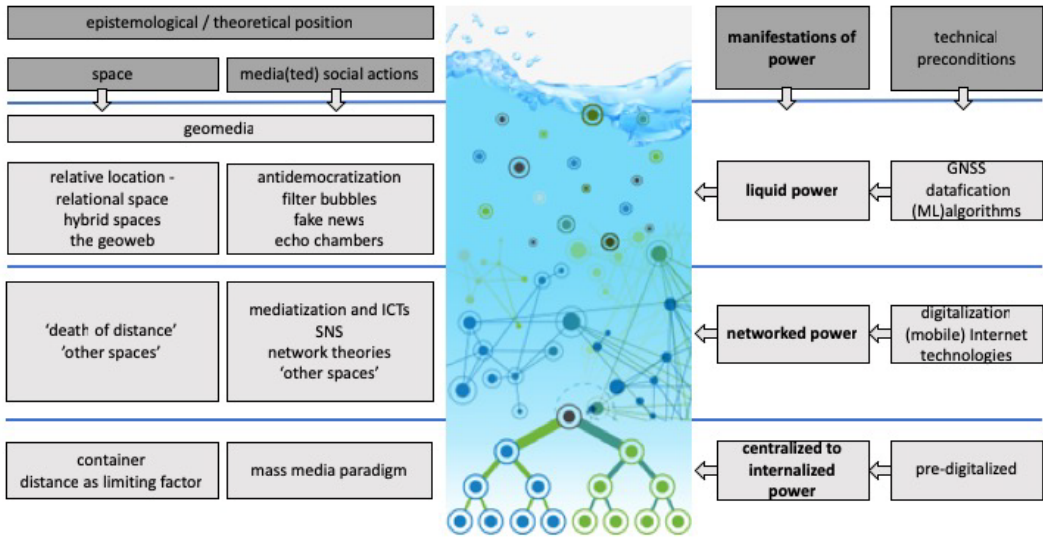 epistemological / theoretical position
space
media(ted) social actions
manifestations of
power
technical
preconditions
geomedia
relative location -
relational space
hybrid spaces
the geoweb
antidemocratization
filter bubbles
fake news
echo chambers
liquid power
GNSS
datafication
(ML)algorithms
‘death of distance’
‘other spaces’
mediatization and ICTs
SNS
network theories
‘other spaces’
networked power
digitalization
(mobile) Internet
technologies
container
distance as limiting factor
mass media paradigm
centralized to
internalized
power
pre-digitalized